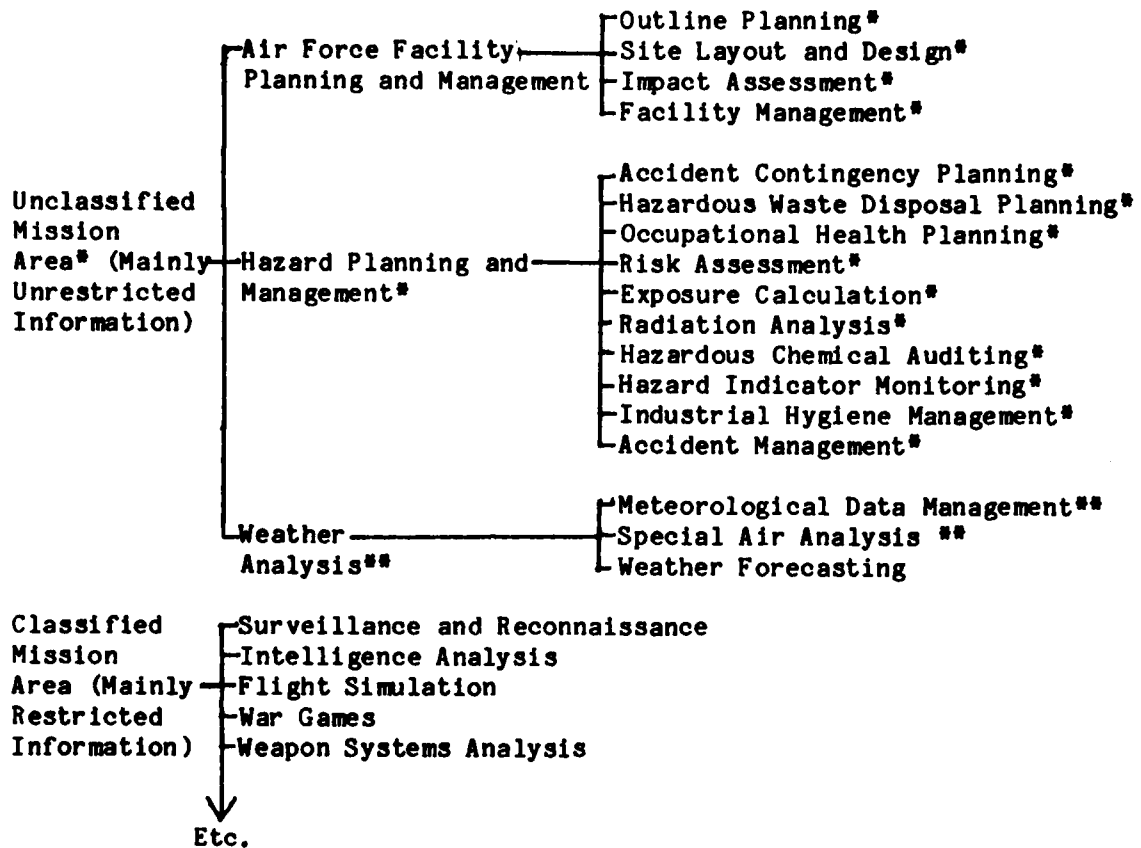 Outline Planning*
Air Force Facility
Site Layout and Design*
Planning and Management
Impact Assessment*
Facility Management*
Accident Contingency Planning*
Unclassified
Hazardous Waste Disposal Planning*
Mission
Occupational Health Planning*
Area* (Mainly
Hazard Planning and
Risk Assessment*
Unrestricted
Management*
Exposure Calculation*
Information)
Radiation Analysis*
Hazardous Chemical Auditing*
Hazard Indicator Monitoring*
Industrial Hygiene Management*
Accident Management*
Meteorological Data Management**
Weather
Special Air Analysis **
Analysis**
Weather Forecasting
Classified
Surveillance and Reconnaissance
Mission
Intelligence Analysis
Area (Mainly
Flight Simulation
Restricted
War Games
Information)
Weapon Systems Analysis
Etc.